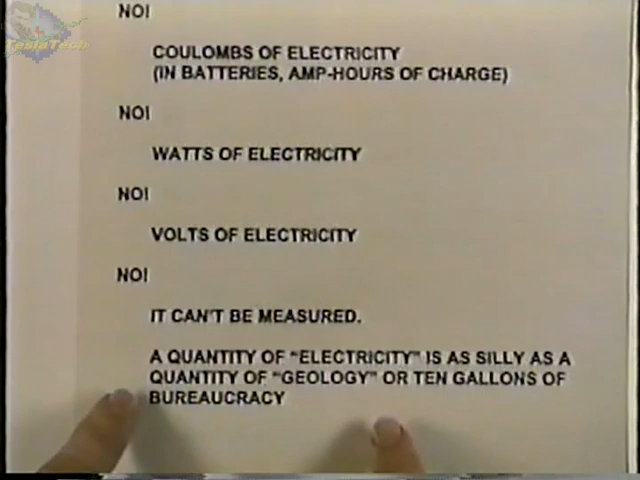 TeslaTech
NO!
COULOMBS OF ELECTRICITY
(IN BATTERIES, AMP-HOURS OF CHARGE)
NO!
WATTS OF ELECTRICITY
NO!
VOLTS OF ELECTRICITY
NO!
IT CAN'T BE MEASURED.
A QUANTITY OF "ELECTRICITY" IS AS SILLY AS A
QUANTITY OF "GEOLOGY" OR TEN GALLONS OF
BUREAUCRACY